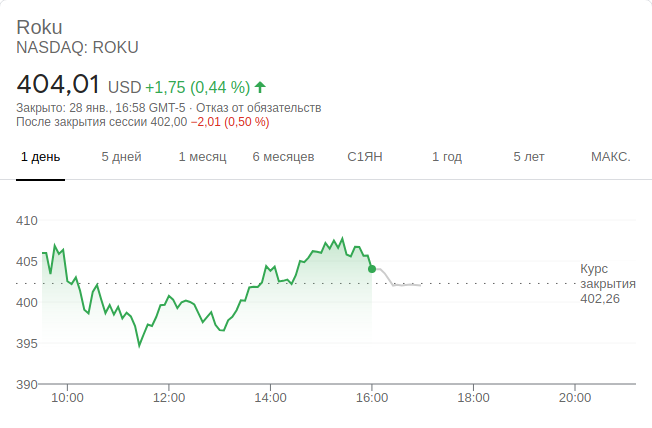 Roku
NASDAQ: ROKU
404,01 USD +1,75 (0,44 %)
Закрыто: 28 янв., 16:58 GMT-5 · Отказ от обязательств
После закрытия сессии 402,00 −2,01 (0,50 %)
1 день 5 дней 1 месяц 6 месяцев С1ЯН 1 год 5 лет МАКС.
410
405
400
395
390
Курс
закрытия
402,26
10:00 12:00 14:00 16:00 18:00 20:00